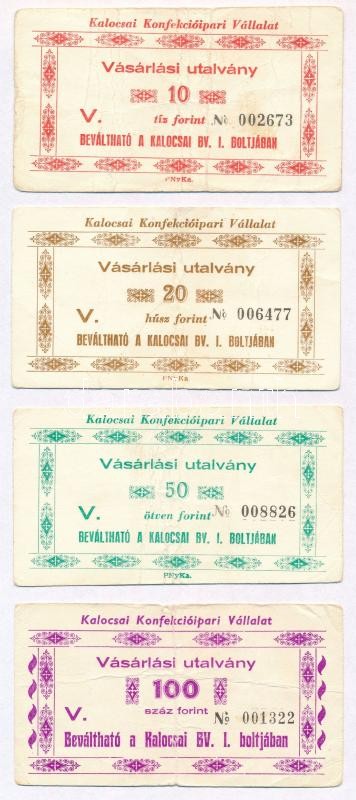 Kalocsai Konfekcióipari Vállalat
Vásárlási utalvány
10
V. tíz forint № 002673
BEVÁLTHATÓ A KALOCSAI BV. I. BOLTJÁBAN
PNyKa.
Kalocsai Konfekcióipari Vállalat
Vásárlási utalvány
20
V. húsz forint № 006477
BEVÁLTHATÓ A KALOCSAI BV. I. BOLTJÁBAN
PNyKa.
Kalocsai Konfekcióipari Vállalat
Vásárlási utalvány
50
V. ötven forint № 008826
BEVÁLTHATÓ A KALOCSAI BV. I. BOLTJÁBAN
PNyKa.
Kalocsai Konfekcióipari Vállalat
Vásárlási utalvány
100
száz forint
V. № 001322
Beváltható a Kalocsai BV. I. boltjában